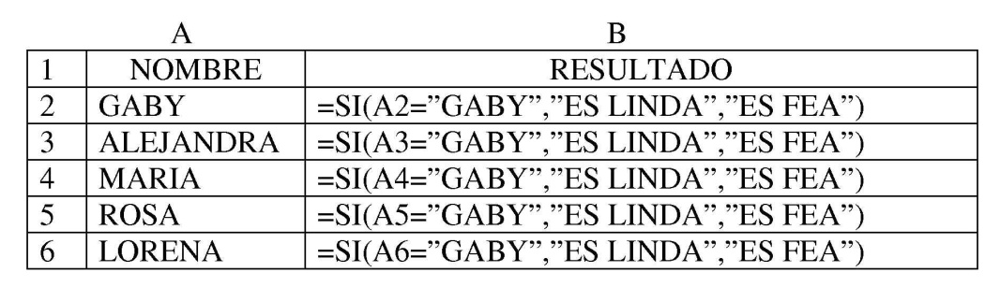 A B
1 NOMBRE RESULTADO
2 GABY =SI(A2=”GABY”,”ES LINDA”,”ES FEA”)
3 ALEJANDRA =SI(A3=”GABY”,”ES LINDA”,”ES FEA”)
4 MARIA =SI(A4=”GABY”,”ES LINDA”,”ES FEA”)
5 ROSA =SI(A5=”GABY”,”ES LINDA”,”ES FEA”)
6 LORENA =SI(A6=”GABY”,”ES LINDA”,”ES FEA”)